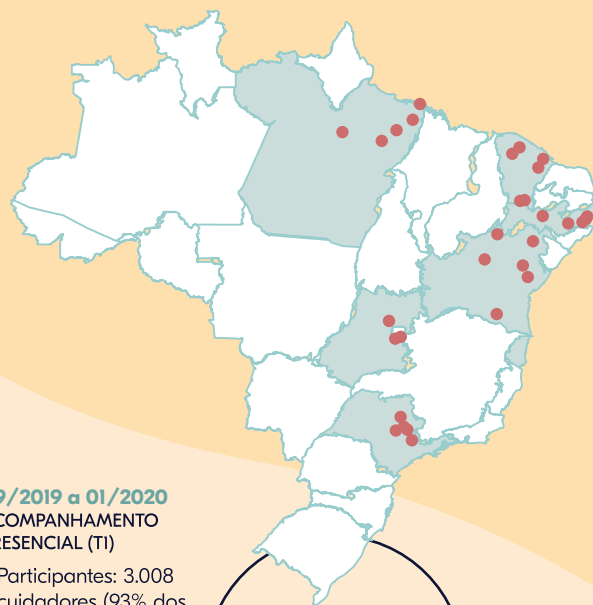 9/2019 a 01/2020
COMPANHAMENTO
RESENCIAL (T1)
Participantes: 3.008
cuidadores (93% dos